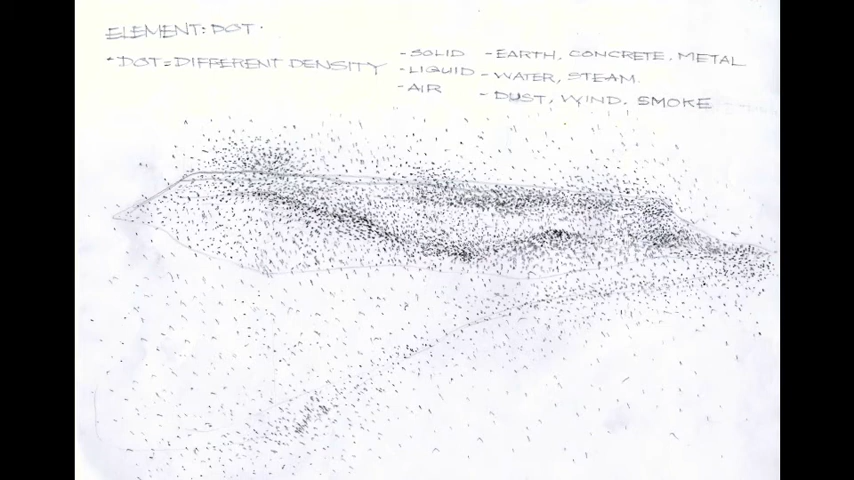 ELEMENT: DOT.
*DOT = DIFFERENT DENSITY
- SOLID - EARTH, CONCRETE, METAL
- LIQUID - WATER, STEAM.
- AIR - DUST, WIND, SMOKE